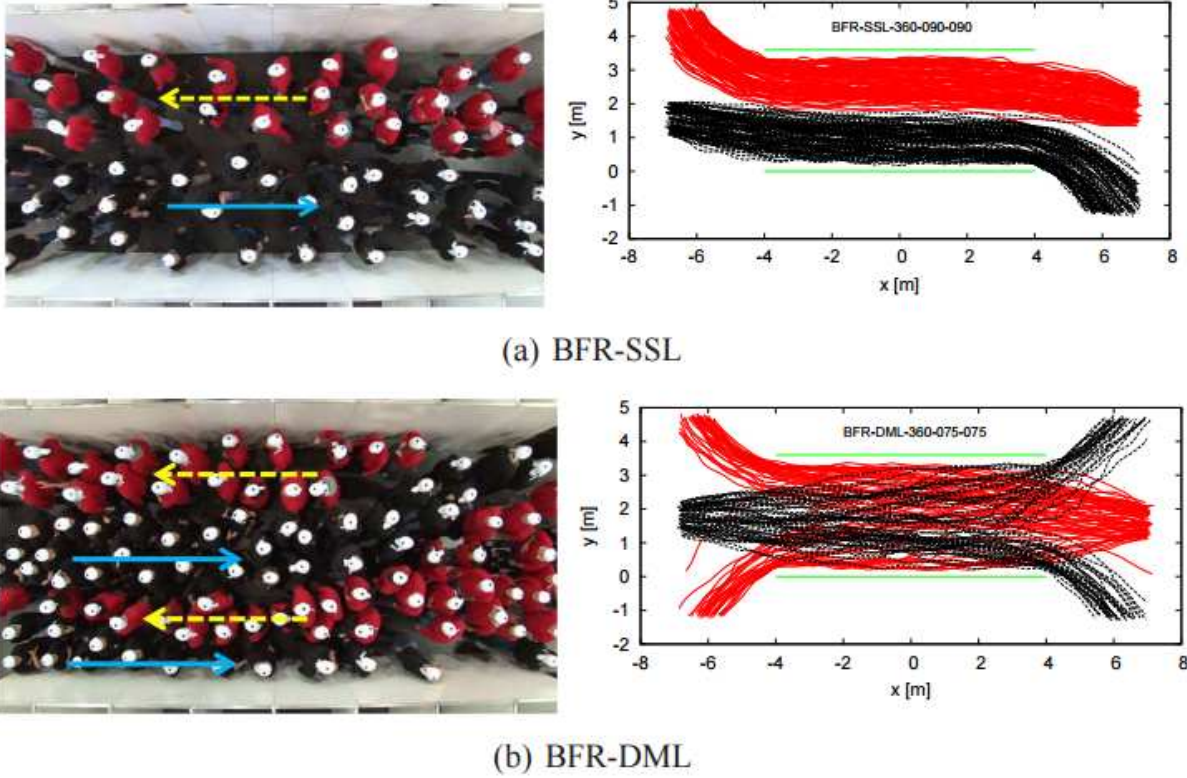 BFR-SSL-360-090-090
5
4
3
2
1
0
-1
-2
y [m]
-8 -6 -4 -2 0 2 4 6 8
x [m]
(a) BFR-SSL
BFR-DML-360-075-075
5
4
3
2
1
0
-1
-2
y [m]
-8 -6 -4 -2 0 2 4 6 8
x [m]
(b) BFR-DML